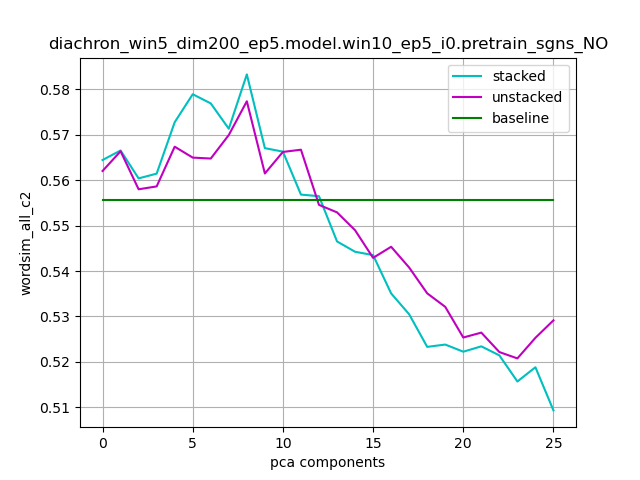 diachron_win5_dim200_ep5.model.win10_ep5_i0.pretrain_sgns_NO
stacked
unstacked
baseline
0.58
0.57
0.56
0.55
0.54
0.53
0.52
0.51
wordsim_all_c2
0
5
10
15
20
25
pca components